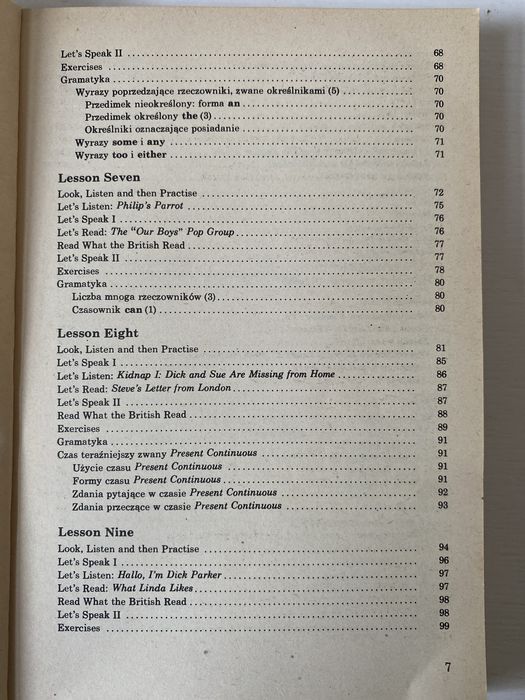 Let's Speak II 68
Exercises 68
Gramatyka 70
Wyrazy poprzedzające rzeczowniki, zwane określnikami (5) 70
Przedimek nieokreślony: forma an 70
Przedimek określony the (3) 70
Określniki oznaczające posiadanie 70
Wyrazy some i any 71
Wyrazy too i either 71
Lesson Seven
Look, Listen and then Practise 72
Let's Listen: Philip's Parrot 75
Let's Speak I 76
Let's Read: The "Our Boys" Pop Group 76
Read What the British Read 77
Let's Speak II 77
Exercises 78
Gramatyka 80
Liczba mnoga rzeczowników (3) 80
Czasownik can (1) 80
Lesson Eight
Look, Listen and then Practise 81
Let's Speak I 85
Let's Listen: Kidnap I: Dick and Sue Are Missing from Home 86
Let's Read: Steve's Letter from London 87
Let's Speak II 87
Read What the British Read 88
Exercises 89
Gramatyka 91
Czas teraźniejszy zwany Present Continuous 91
Użycie czasu Present Continuous 91
Formy czasu Present Continuous 91
Zdania pytające w czasie Present Continuous 92
Zdania przeczące w czasie Present Continuous 93
Lesson Nine
Look, Listen and then Practise 94
Let's Speak I 96
Let's Listen: Hallo, I'm Dick Parker 97
Let's Read: What Linda Likes 97
Read What the British Read 98
Let's Speak II 98
Exercises 99
7